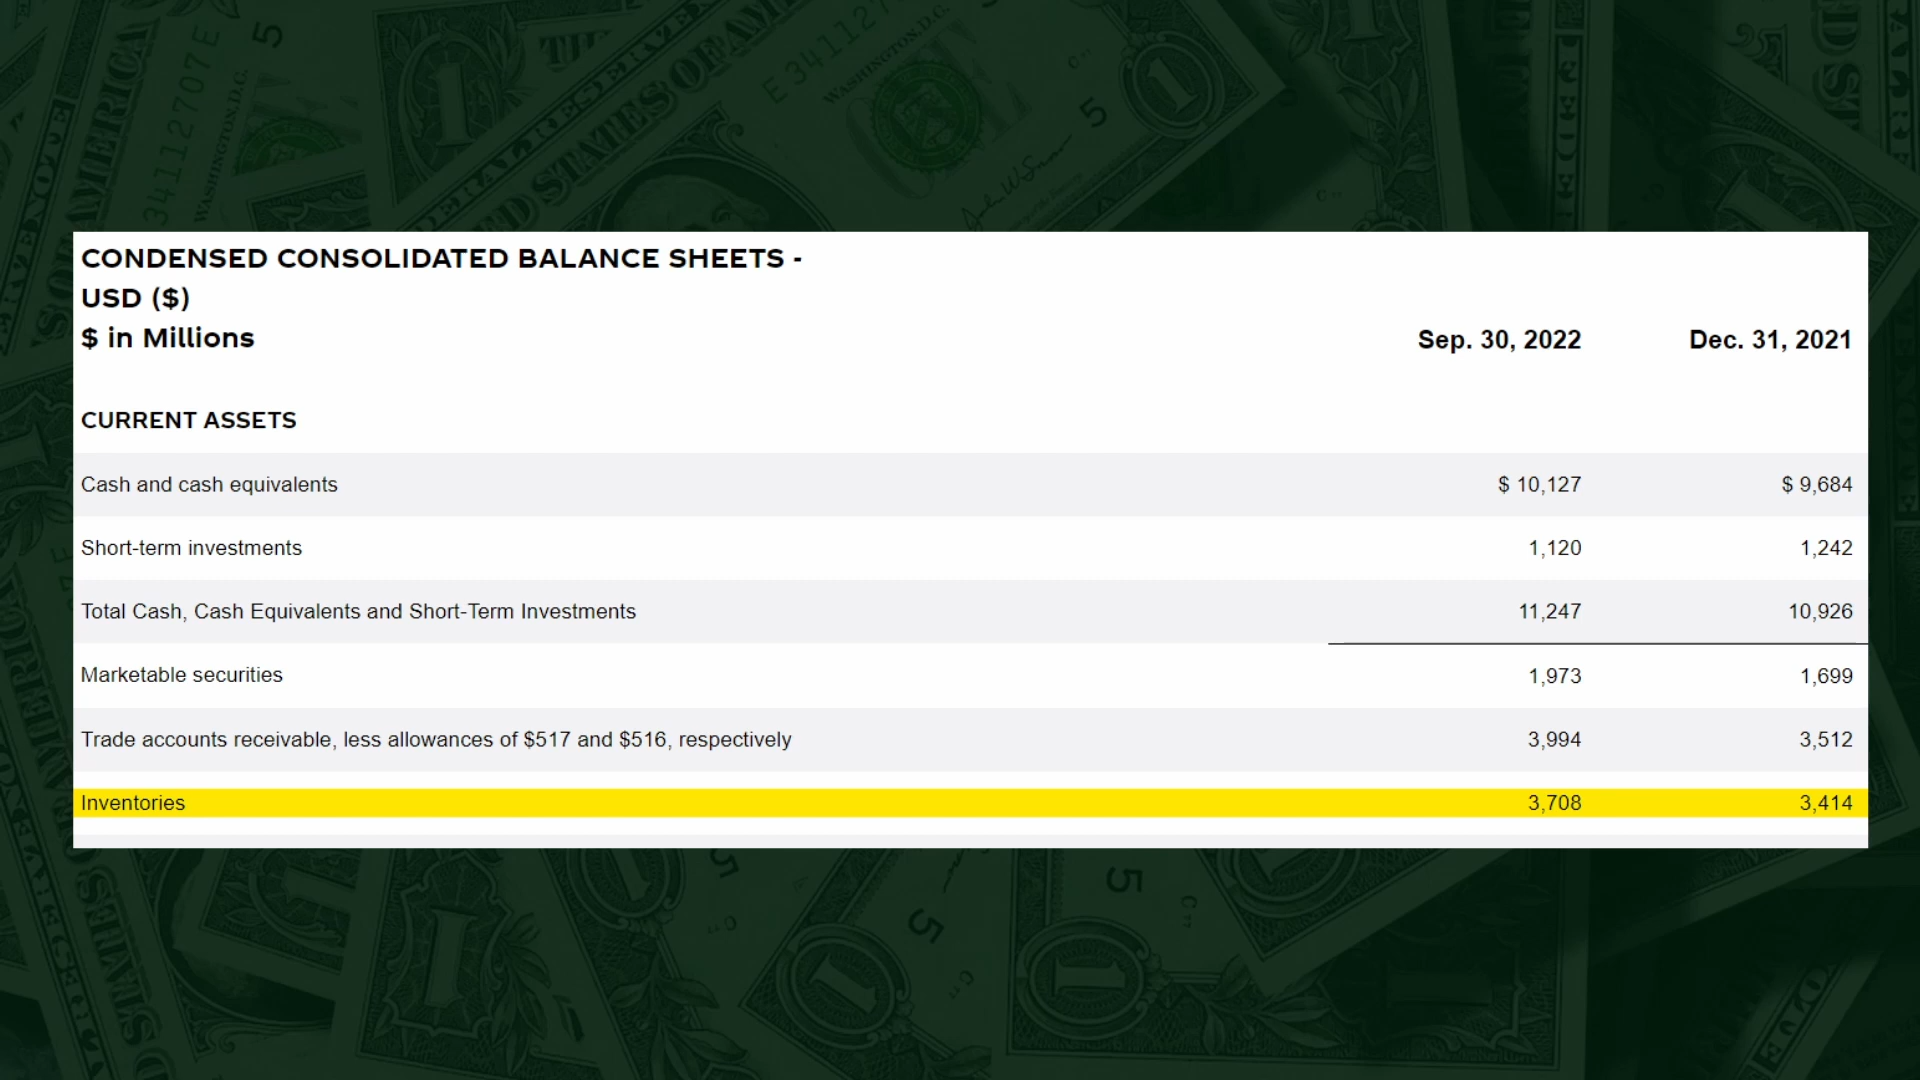 CONDENSED CONSOLIDATED BALANCE SHEETS -
USD ($)
$ in Millions Sep. 30, 2022 Dec. 31, 2021
CURRENT ASSETS
Cash and cash equivalents $ 10,127 $ 9,684
Short-term investments 1,120 1,242
Total Cash, Cash Equivalents and Short-Term Investments 11,247 10,926
Marketable securities 1,973 1,699
Trade accounts receivable, less allowances of $517 and $516, respectively 3,994 3,512
Inventories 3,708 3,414